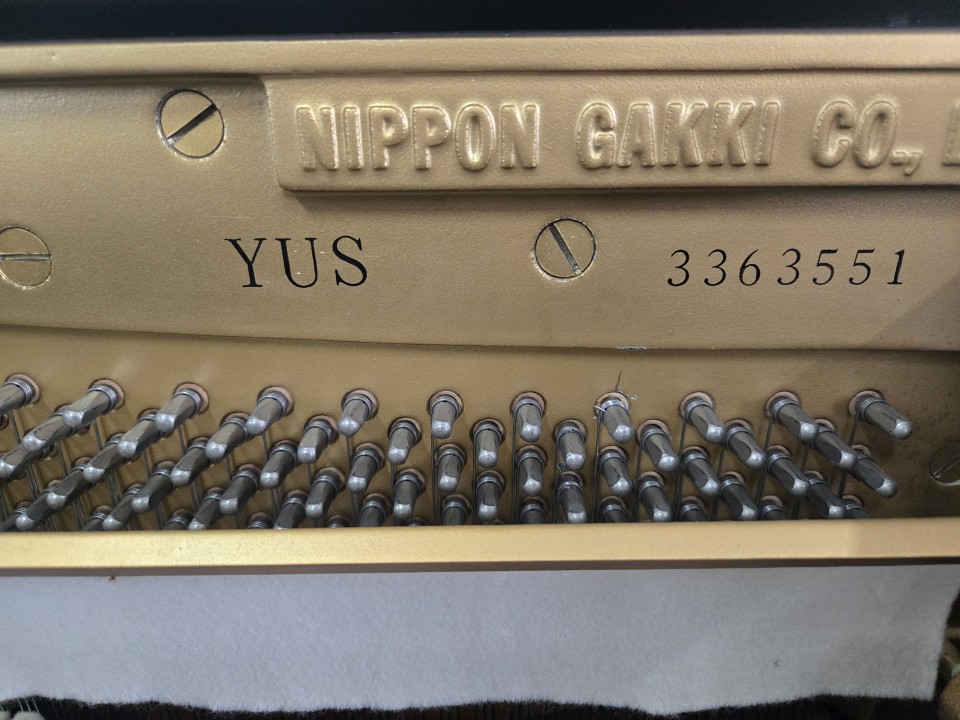 NIPPON GAKKI CO.,
YUS 3363551